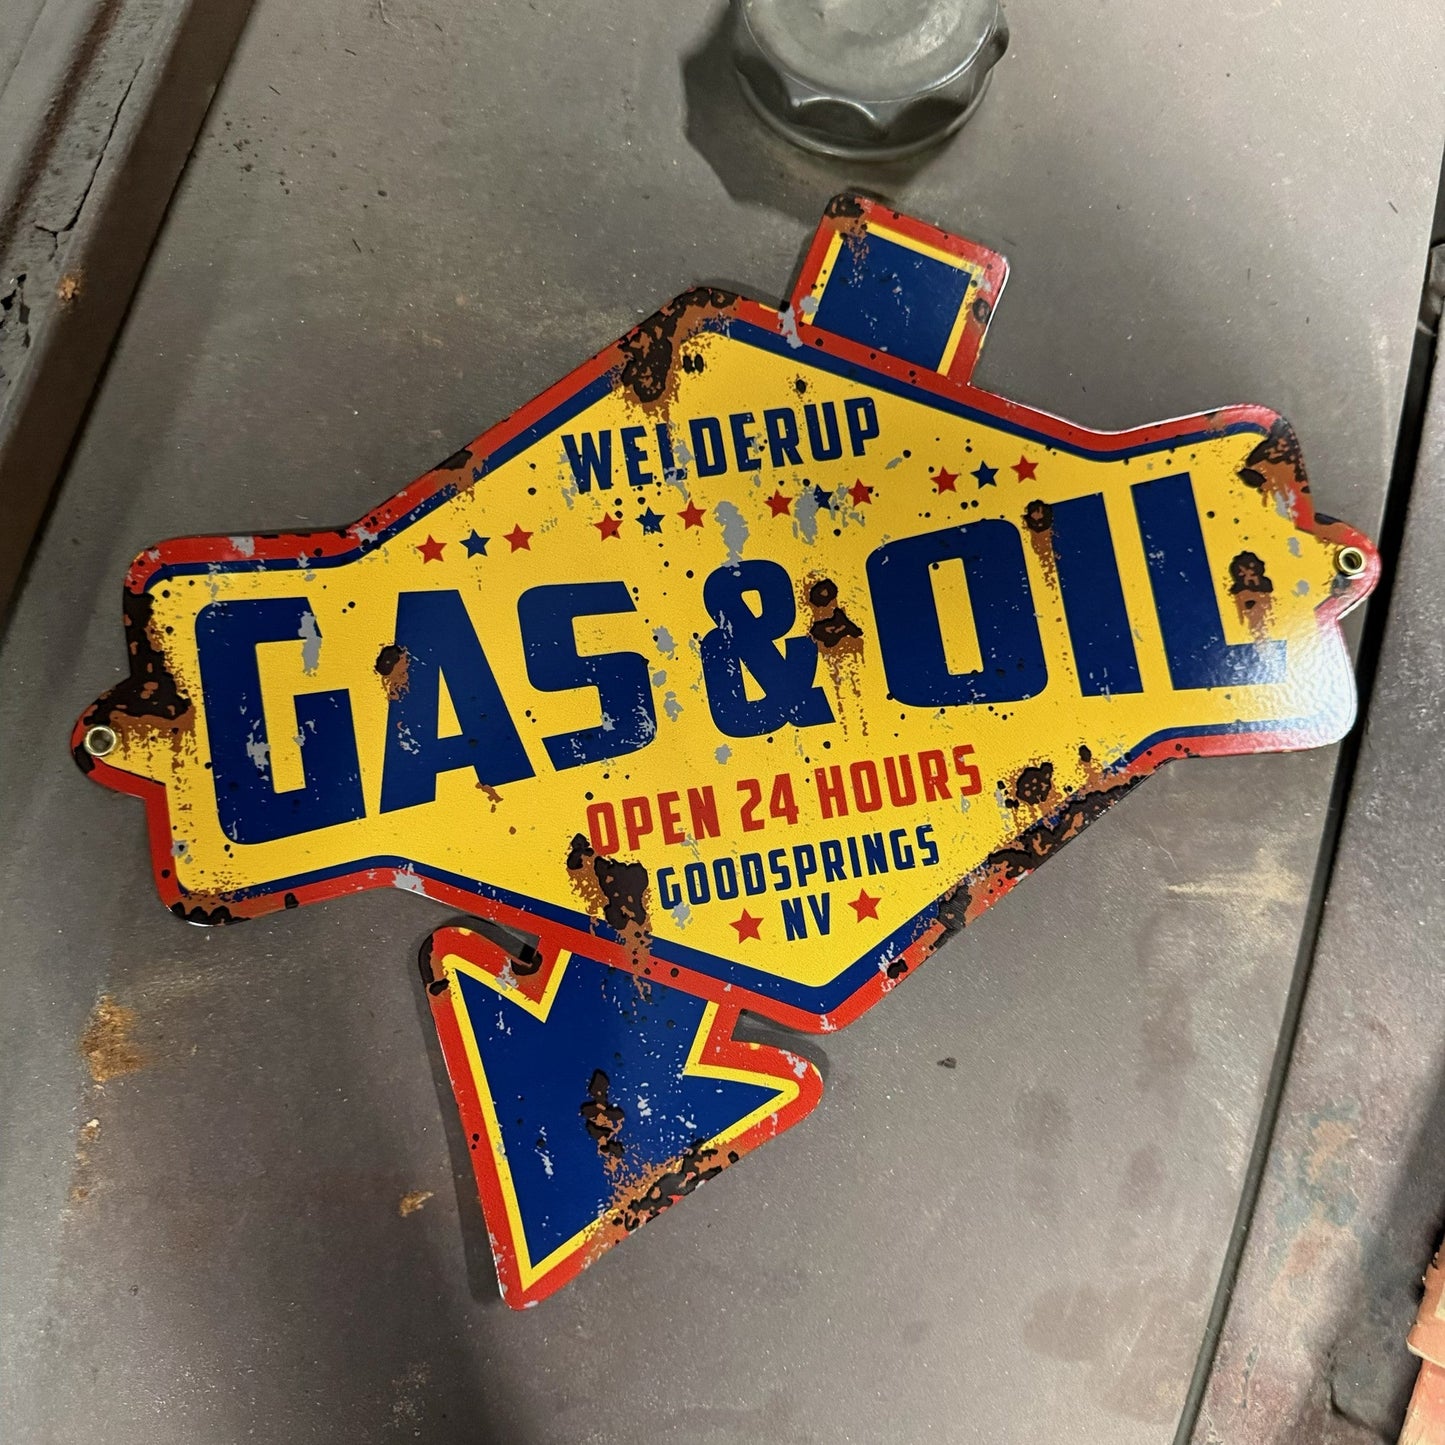 WELDERUP
GAS & OIL
OPEN 24 HOURS
GOODSPRINGS
NV